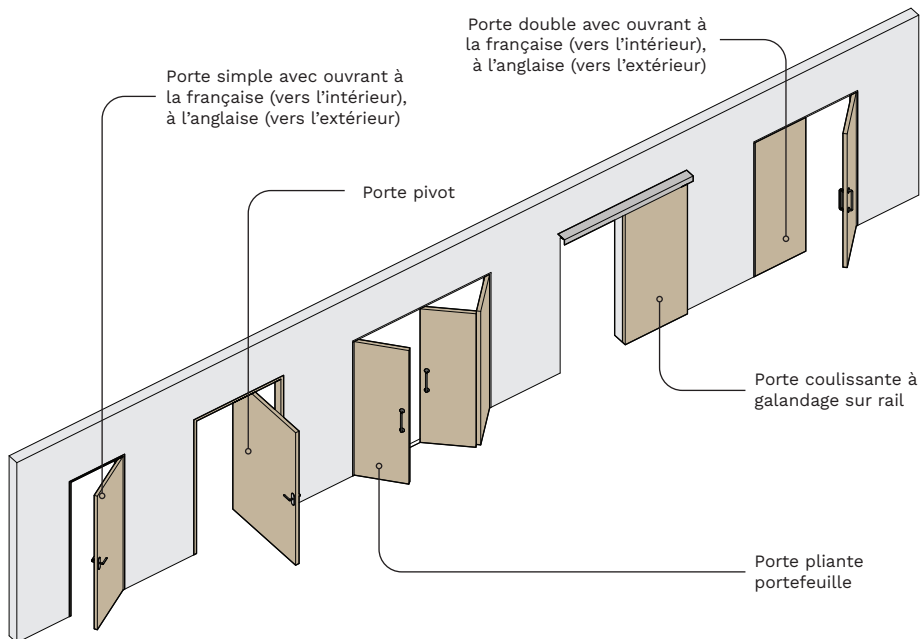 Porte double avec ouvrant à
la française (vers l’intérieur),
à l’anglaise (vers l’extérieur)
Porte simple avec ouvrant à
la française (vers l’intérieur),
à l’anglaise (vers l’extérieur)
Porte pivot
Porte coulissante à
galandage sur rail
Porte pliante
portefeuille